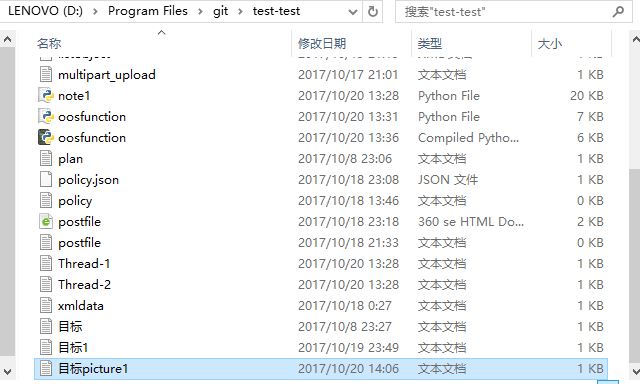 LENOVO (D:) > Program Files > git > test-test 搜索"test-test"
名称 修改日期 类型 大小
multipart_upload 2017/10/17 21:01 文本文档 1 KB
note1 2017/10/20 13:28 Python File 20 KB
oosfunction 2017/10/20 13:31 Python File 7 KB
oosfunction 2017/10/20 13:36 Compiled Pytho... 6 KB
plan 2017/10/8 23:06 文本文档 1 KB
policy.json 2017/10/18 23:08 JSON 文件 1 KB
policy 2017/10/18 13:46 文本文档 0 KB
postfile 2017/10/18 23:18 360 se HTML Do... 2 KB
postfile 2017/10/18 21:33 文本文档 0 KB
Thread-1 2017/10/20 13:28 文本文档 1 KB
Thread-2 2017/10/20 13:28 文本文档 1 KB
xmldata 2017/10/18 0:27 文本文档 1 KB
目标 2017/10/8 23:27 文本文档 1 KB
目标1 2017/10/19 23:49 文本文档 1 KB
目标picture1 2017/10/20 14:06 文本文档 1 KB